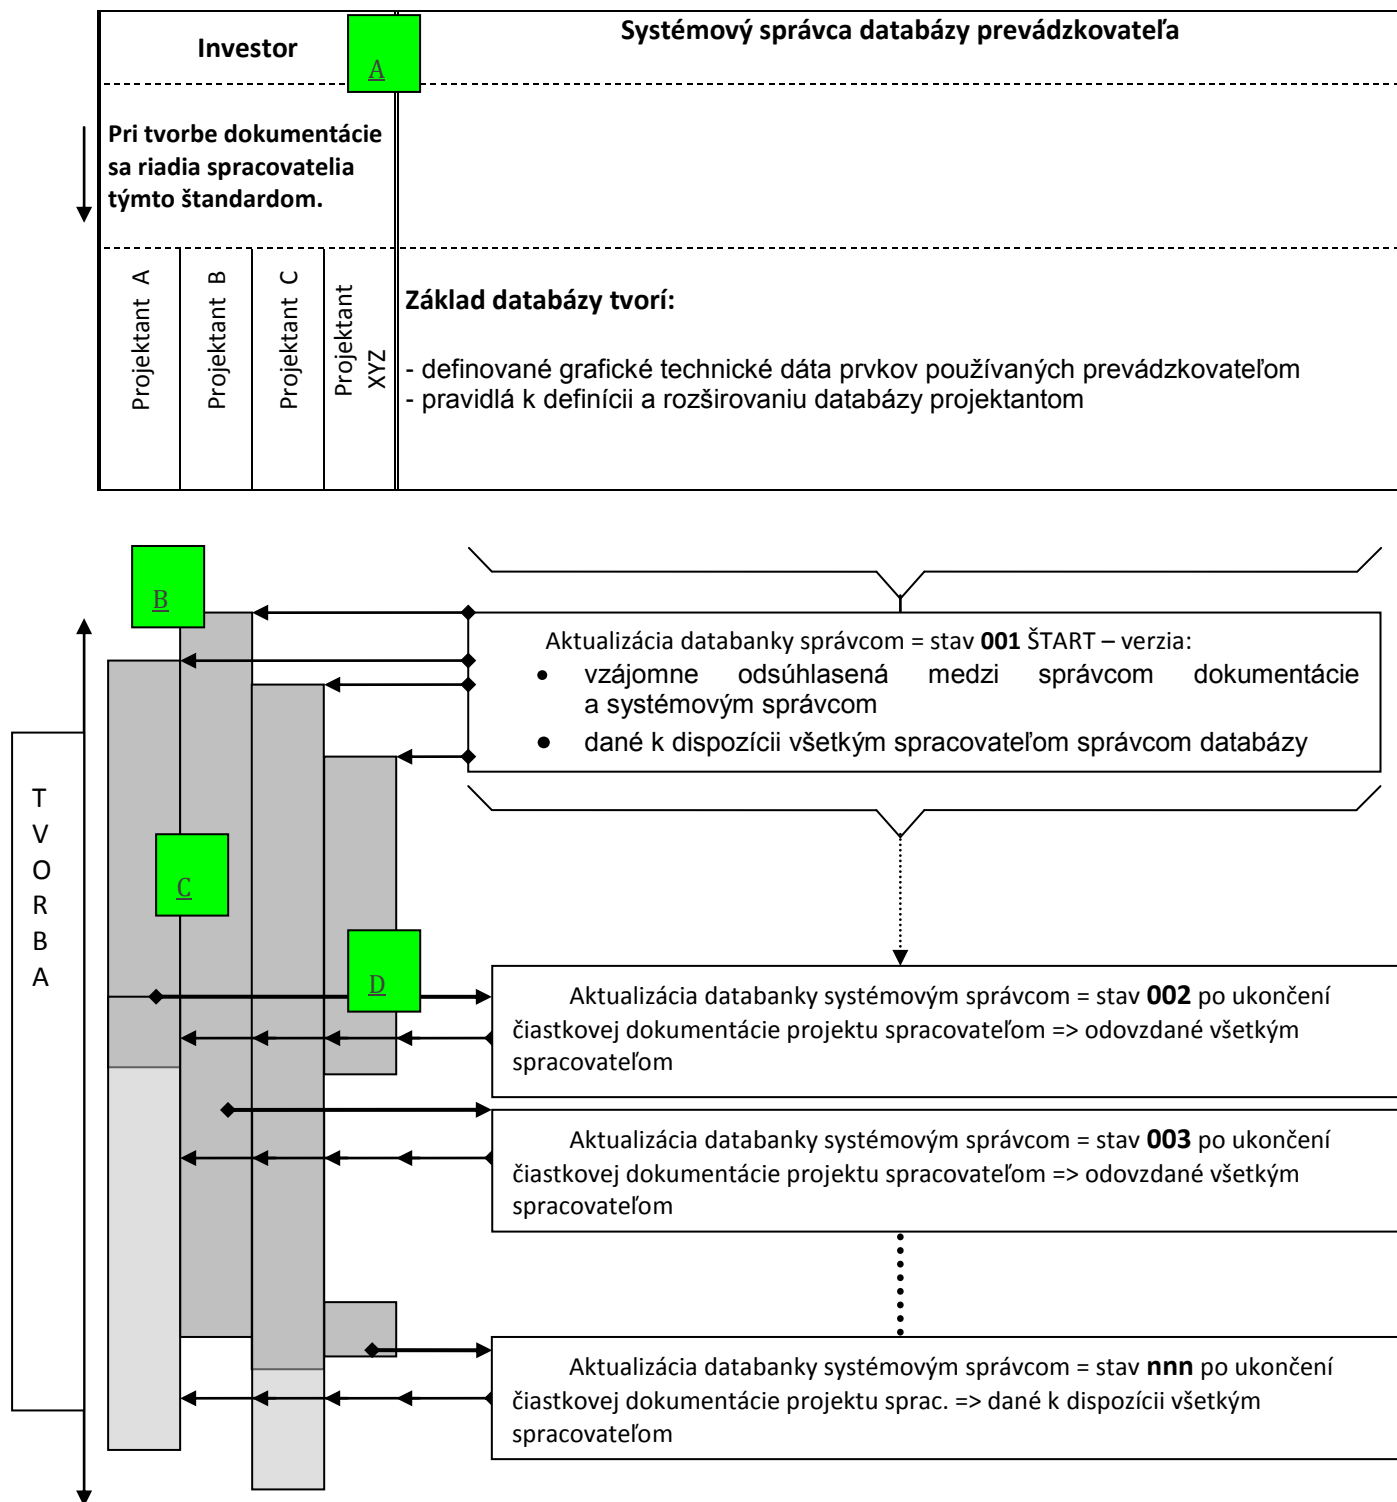 Investor
A
Systémový správca databázy prevádzkovateľa
Pri tvorbe dokumentácie
sa riadia spracovatelia
týmto štandardom.
Projektant A
Projektant B
Projektant C
Projektant
XYZ
Základ databázy tvorí:
- definované grafické technické dáta prvkov používaných prevádzkovateľom
- pravidlá k definícii a rozširovaniu databázy projektantom
B
Aktualizácia databanky správcom = stav 001 ŠTART – verzia:
• vzájomne odsúhlasená medzi správcom dokumentácie
a systémovým správcom
• dané k dispozícii všetkým spracovateľom správcom databázy
T
V
O
R
B
A
C
D
Aktualizácia databanky systémovým správcom = stav 002 po ukončení
čiastkovej dokumentácie projektu spracovateľom => odovzdané všetkým
spracovateľom
Aktualizácia databanky systémovým správcom = stav 003 po ukončení
čiastkovej dokumentácie projektu spracovateľom => odovzdané všetkým
spracovateľom
Aktualizácia databanky systémovým správcom = stav nnn po ukončení
čiastkovej dokumentácie projektu sprac. => dané k dispozícii všetkým
spracovateľom